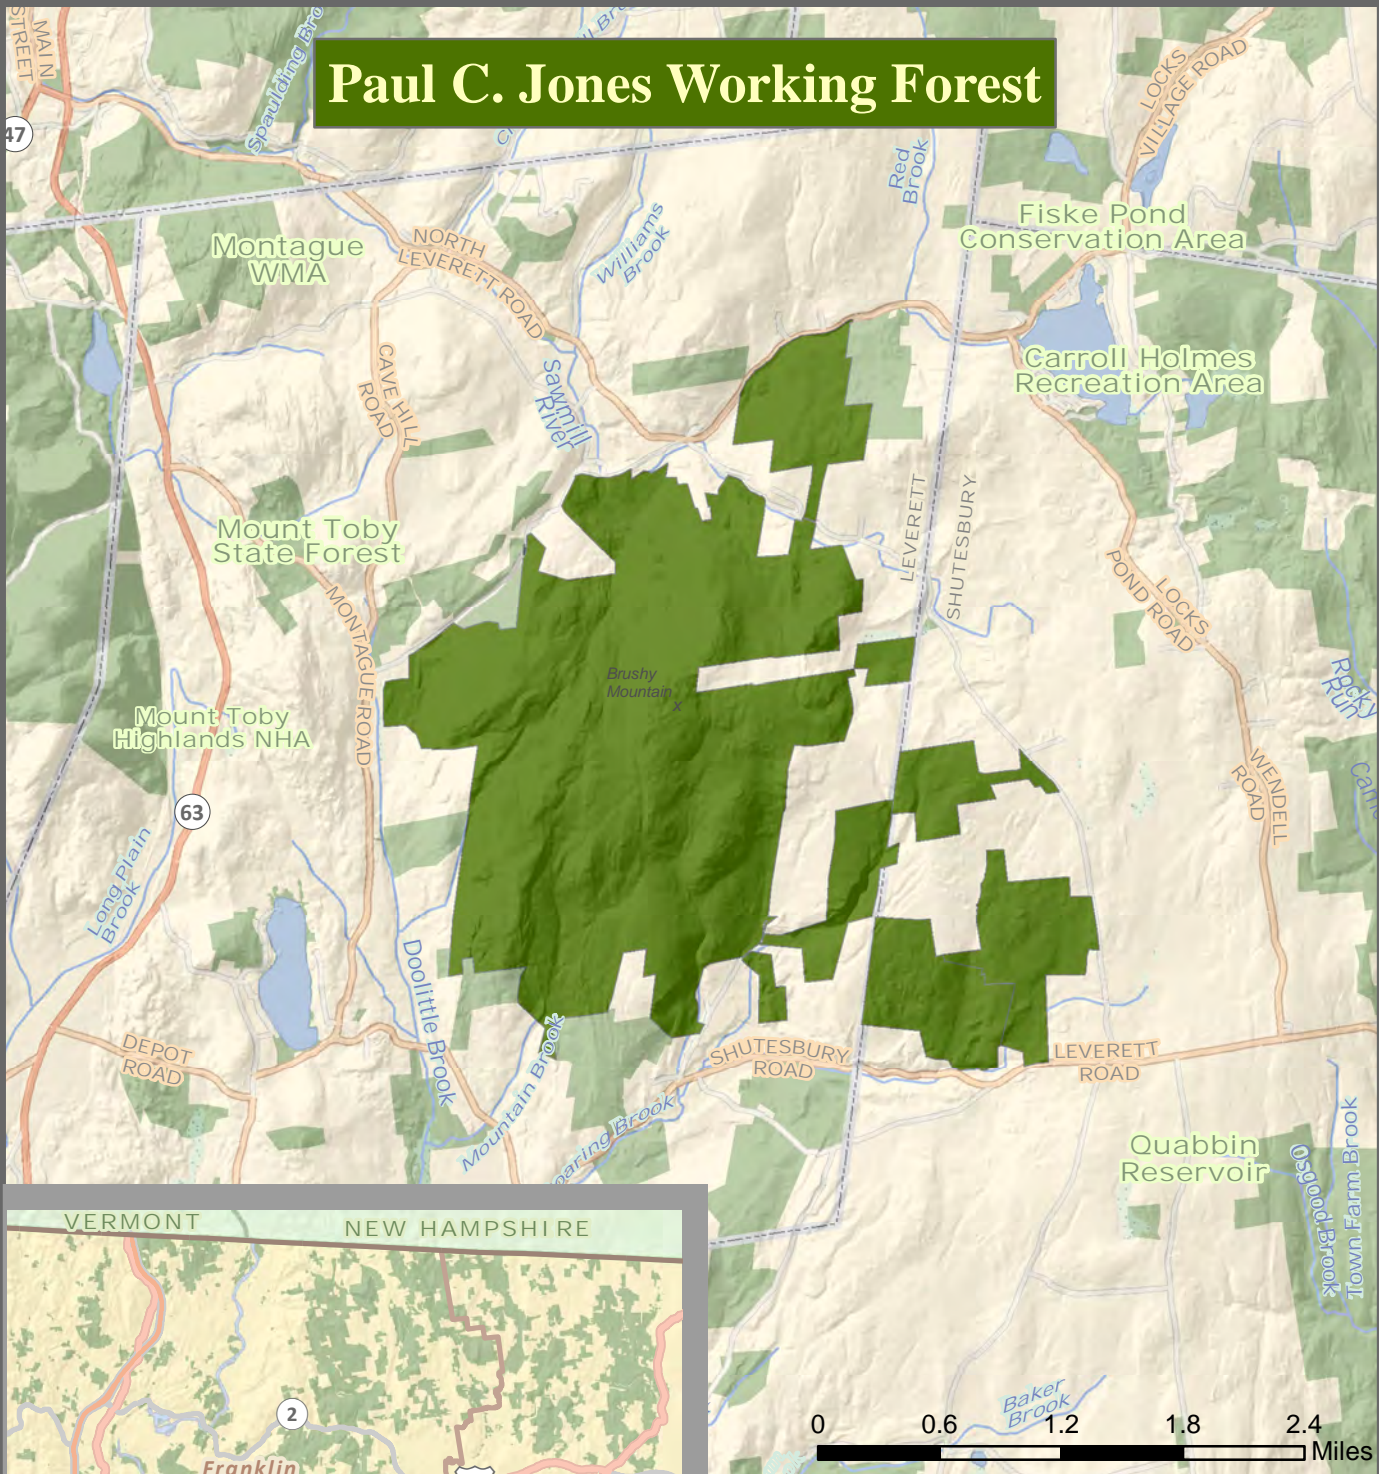 Paul C. Jones Working Forest
MAIN
STREET
47
LOCKS
VILLAGE ROAD
Red
Brook
Williams
Brook
Fiske Pond
Conservation Area
Montague
WMA
NORTH
LEVERETT ROAD
Carroll Holmes
Recreation Area
CAVE HILL
ROAD
Sawmill
River
LEVERETT
SHUTESBURY
Mount Toby
State Forest
MONTAGUE ROAD
LOCKS
POND ROAD
Brushy
Mountain
x
Rocky
Run
Mount Toby
Highlands NHA
63
WENDELL
ROAD
Long Plain
Brook
Doolittle Brook
Mountain Brook
DEPOT
ROAD
SHUTESBURY
ROAD
LEVERETT
ROAD
Quabbin
Reservoir
Osgood Brook
Town Farm Brook
VERMONT
NEW HAMPSHIRE
2
Franklin
Baker
Brook
0 0.6 1.2 1.8 2.4
Miles